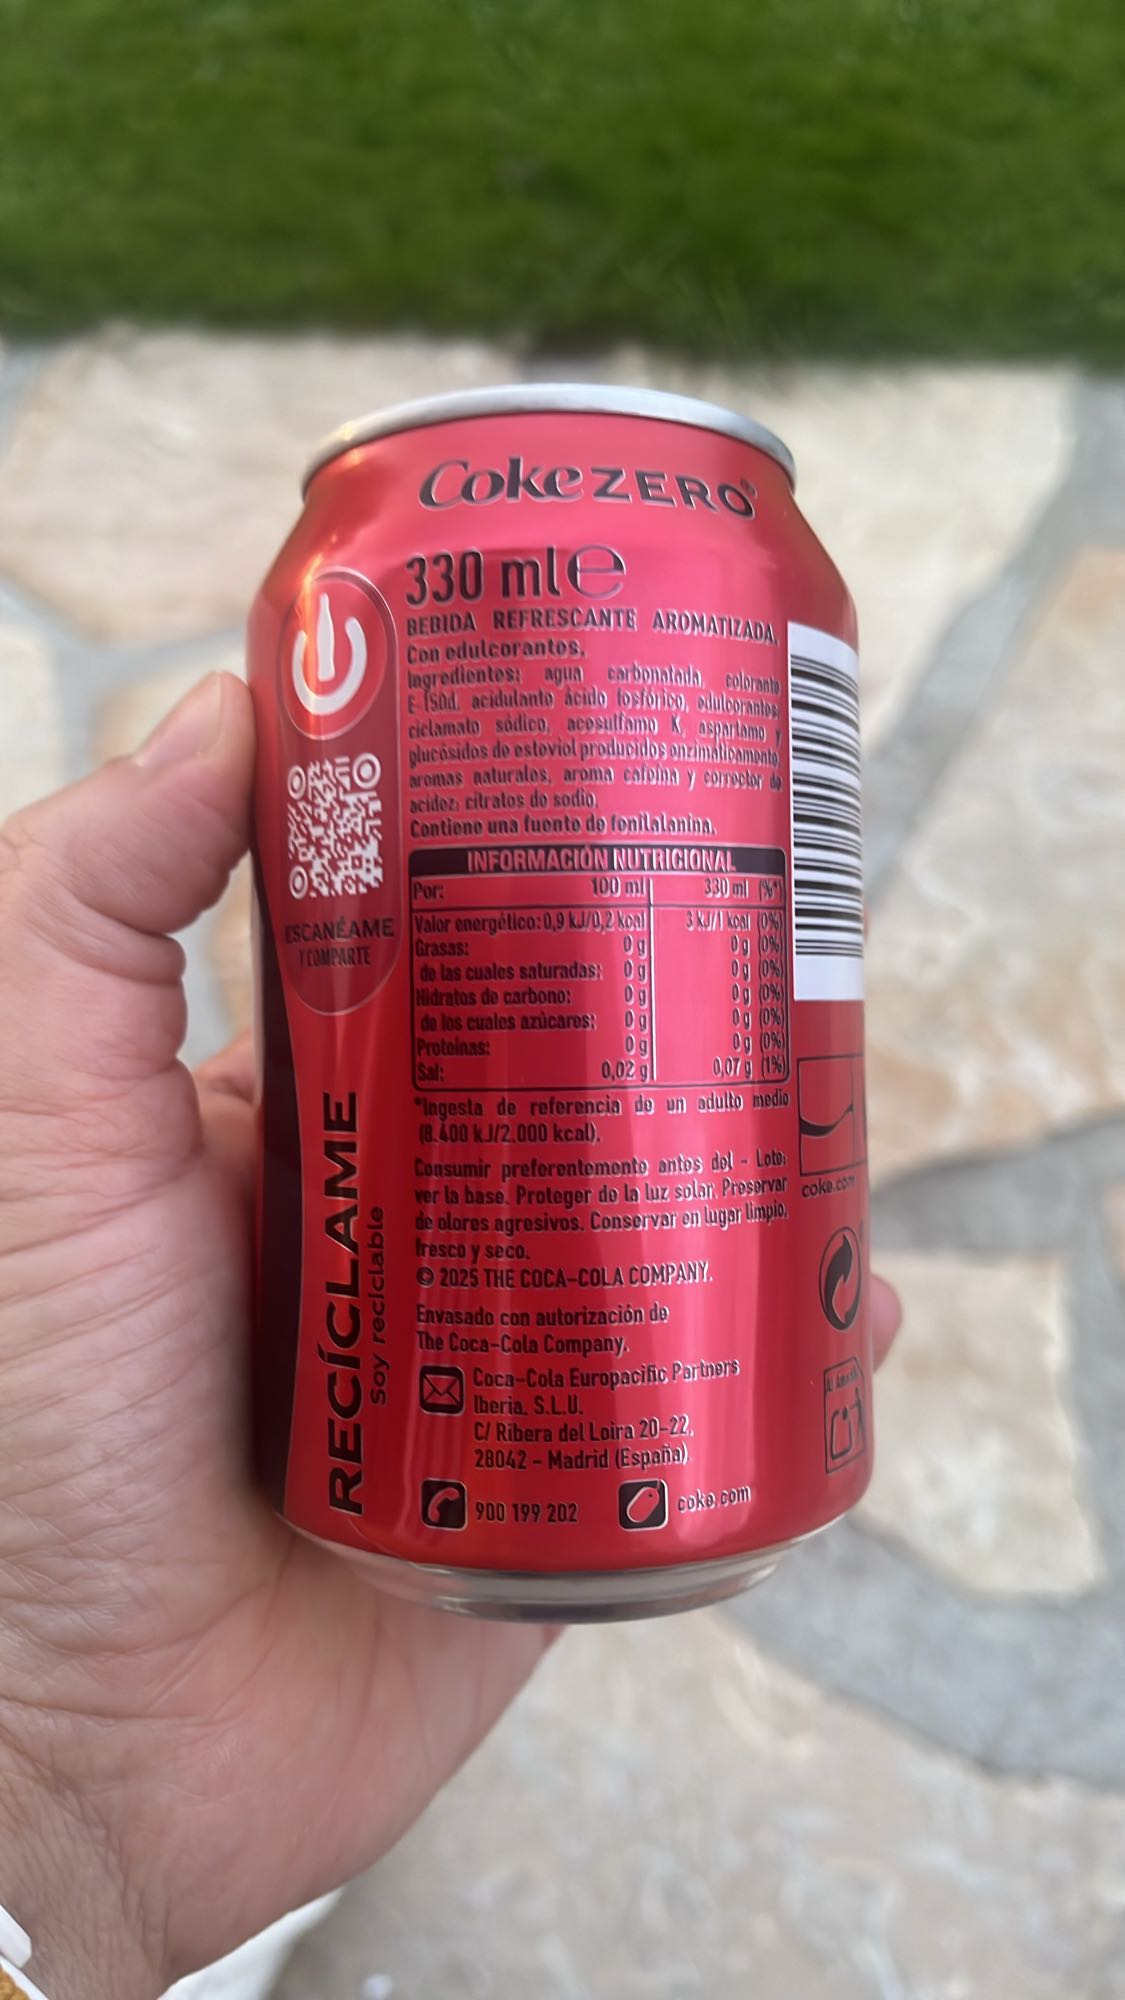 Coke ZERO®
330 ml e
BEBIDA REFRESCANTE AROMATIZADA.
Con edulcorantes.
Ingredientes: agua carbonatada, colorante
E-150d, acidulante ácido fosfórico, edulcorantes:
ciclamato sódico, acesulfamo K, aspartamo y
glucósidos de esteviol producidos enzimáticamente,
aromas naturales, aroma cafeína y corrector de
acidez: citratos de sodio.
Contiene una fuente de fenilalanina.
INFORMACIÓN NUTRICIONAL
Por: 100 ml 330 ml (%*)
Valor energético: 0,9 kJ/0,2 kcal 3 kJ/1 kcal (0%)
Grasas: 0 g 0 g (0%)
de las cuales saturadas: 0 g 0 g (0%)
Hidratos de carbono: 0 g 0 g (0%)
de los cuales azúcares: 0 g 0 g (0%)
Proteínas: 0 g 0 g (0%)
Sal: 0,02 g 0,07 g (1%)
*Ingesta de referencia de un adulto medio
(8.400 kJ/2.000 kcal).
Consumir preferentemente antes del - Lote:
ver la base. Proteger de la luz solar. Preservar
de olores agresivos. Conservar en lugar limpio,
fresco y seco.
© 2025 THE COCA-COLA COMPANY.
Envasado con autorización de
The Coca-Cola Company.
Coca-Cola Europacific Partners
Iberia, S.L.U.
C/ Ribera del Loira 20-22.
28042 - Madrid (España)
900 199 202 coke.com
ESCANÉAME
Y COMPARTE
RECÍCLAME
Soy reciclable
coke.com